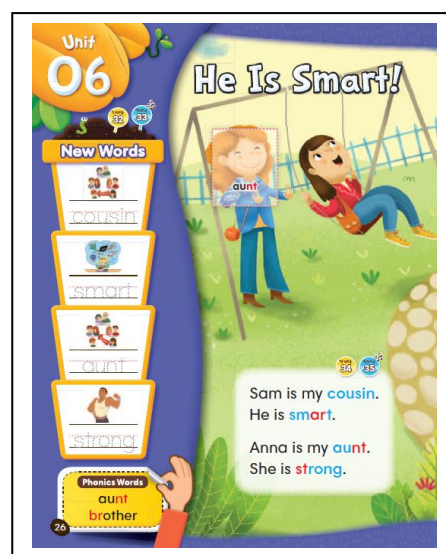 Unit
06
He Is Smart!
32
33
New Words
cousin
smart
aunt
strong
aunt
34
35
Sam is my cousin.
He is smart.
Anna is my aunt.
She is strong.
Phonics Words
aunt
brother
26